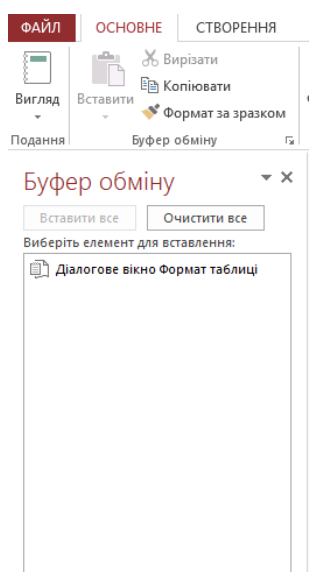 ФАЙЛ ОСНОВНЕ СТВОРЕННЯ
Вигляд
Вставити
Вирізати
Копіювати
Формат за зразком
Подання
Буфер обміну
Буфер обміну
Вставити все Очистити все
Виберіть елемент для вставлення:
Діалогове вікно Формат таблиці